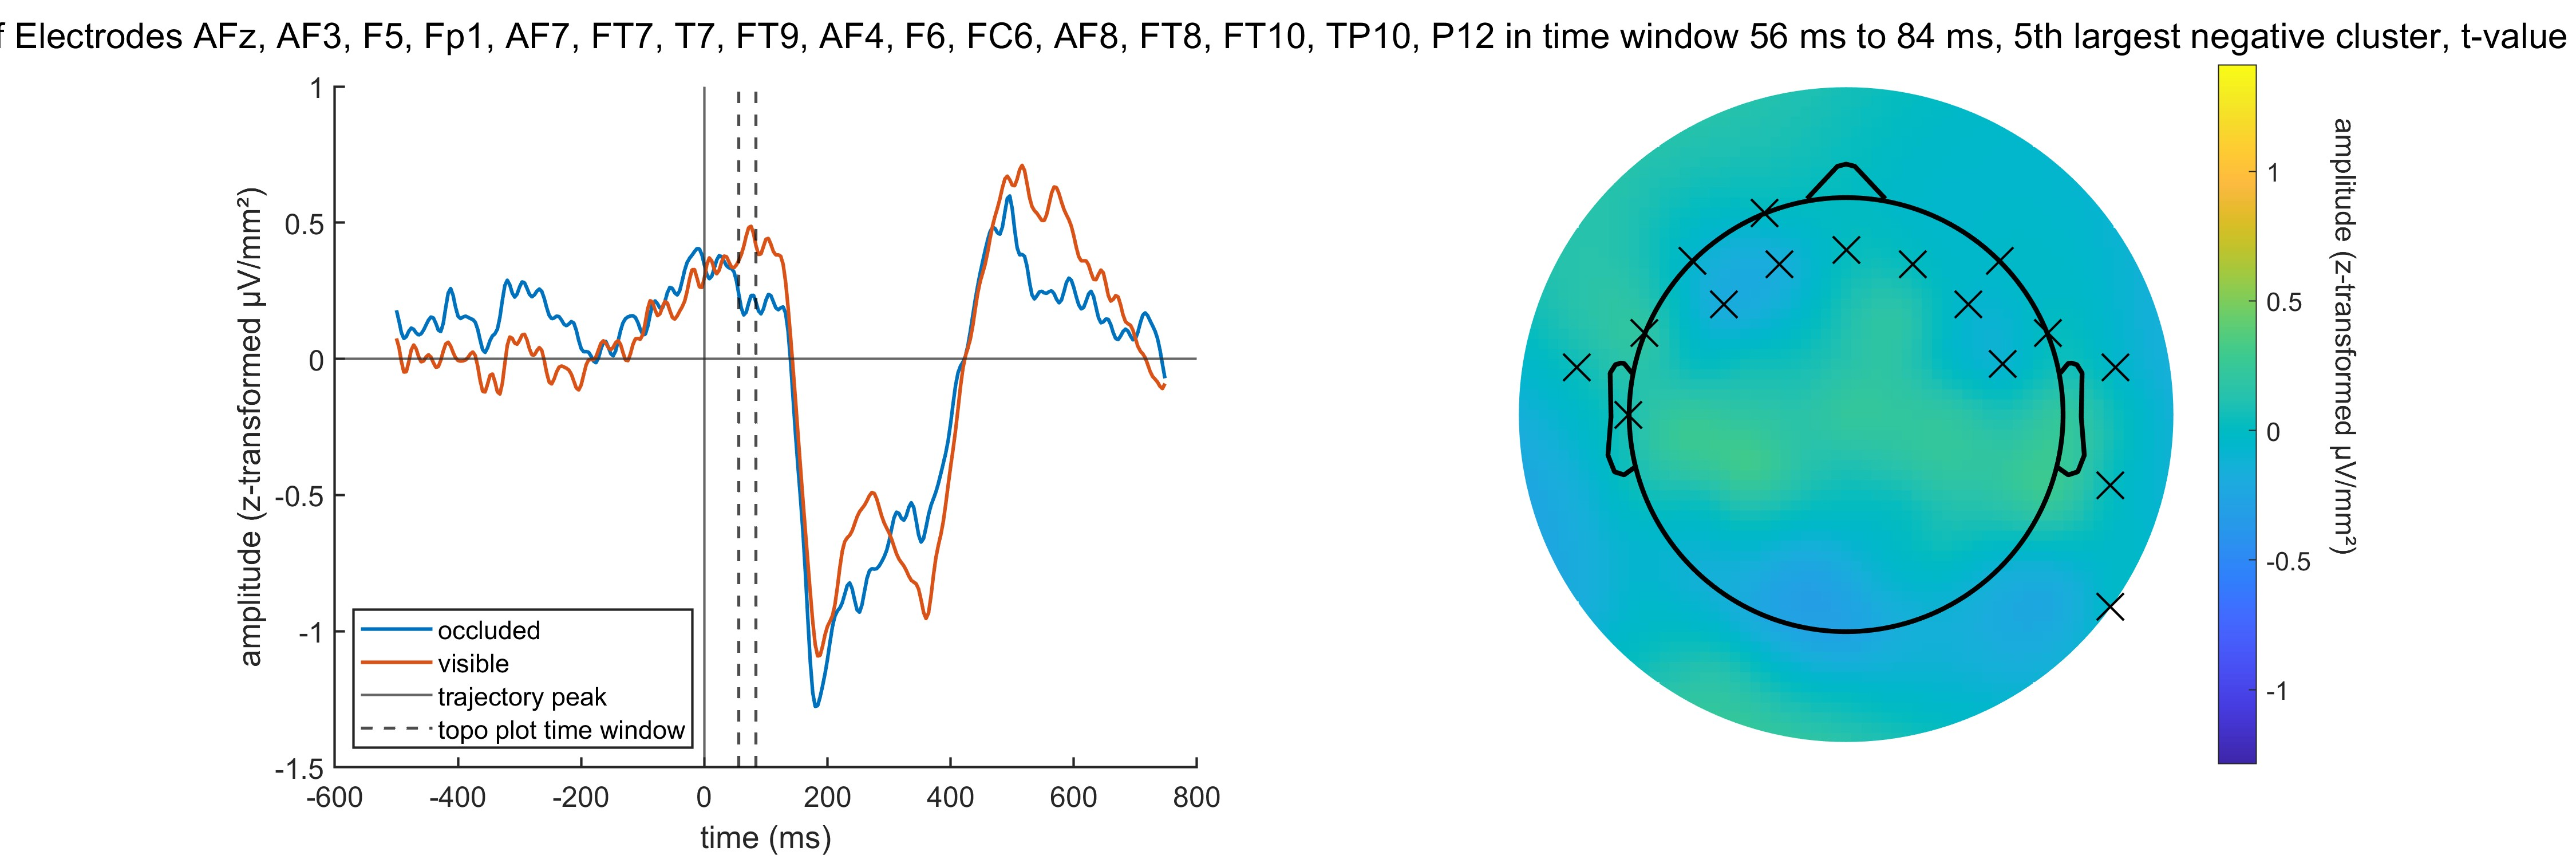 f Electrodes AFz, AF3, F5, Fp1, AF7, FT7, T7, FT9, AF4, F6, FC6, AF8, FT8, FT10, TP10, P12 in time window 56 ms to 84 ms, 5th largest negative cluster, t-value
1
0.5
0
-0.5
-1
-1.5
amplitude (z-transformed µV/mm²)
occluded
visible
trajectory peak
topo plot time window
-600 -400 -200 0 200 400 600 800
time (ms)
1
0.5
0
-0.5
-1
amplitude (z-transformed µV/mm²)